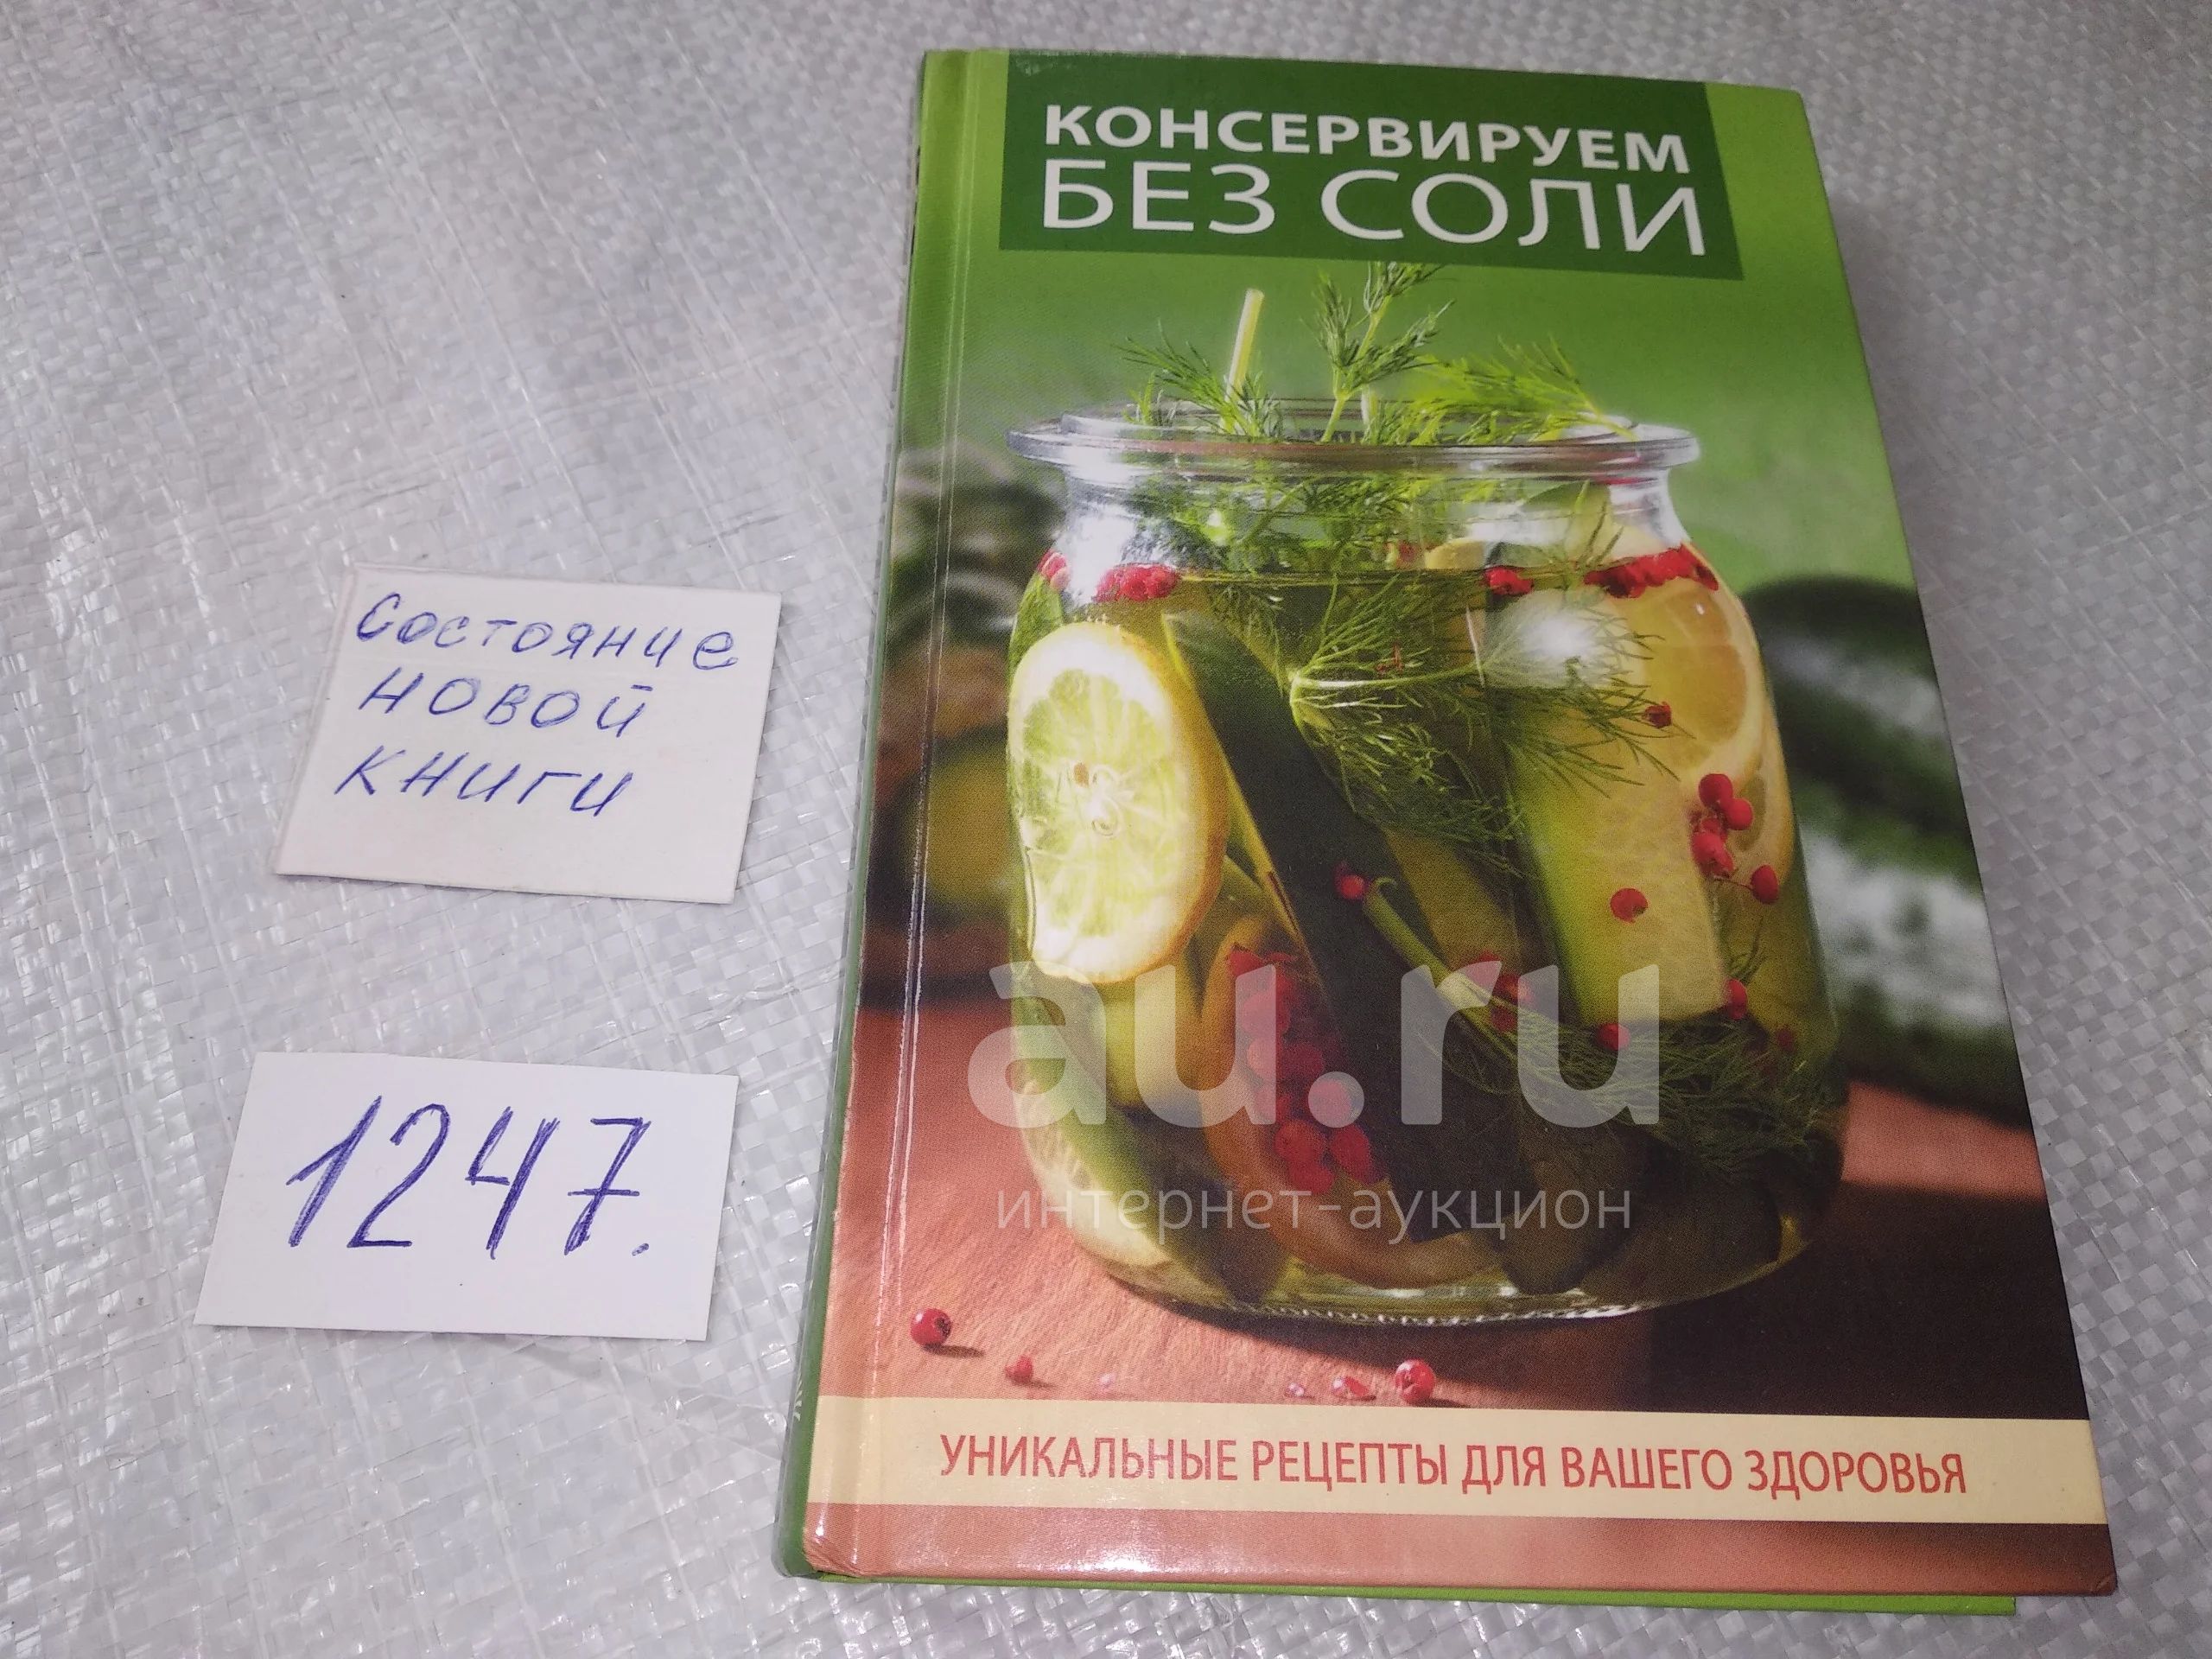 КОНСЕРВИРУЕМ
БЕЗ СОЛИ
Состояние
новой
книги
1247.
au.ru
интернет-аукцион
УНИКАЛЬНЫЕ РЕЦЕПТЫ ДЛЯ ВАШЕГО ЗДОРОВЬЯ